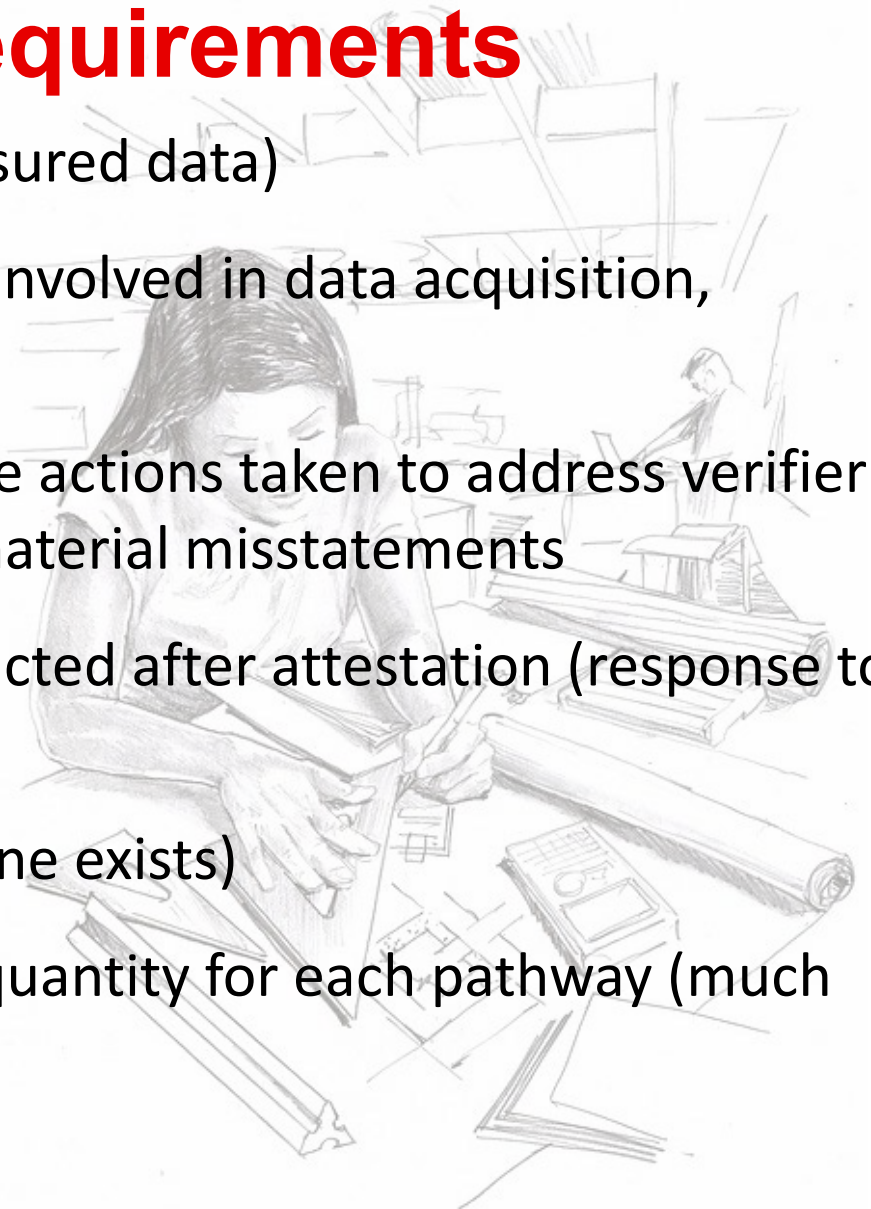 equirements
sured data)
nvolved in data acquisition,
e actions taken to address verifier
aterial misstatements
cted after attestation (response to
ne exists)
quantity for each pathway (much